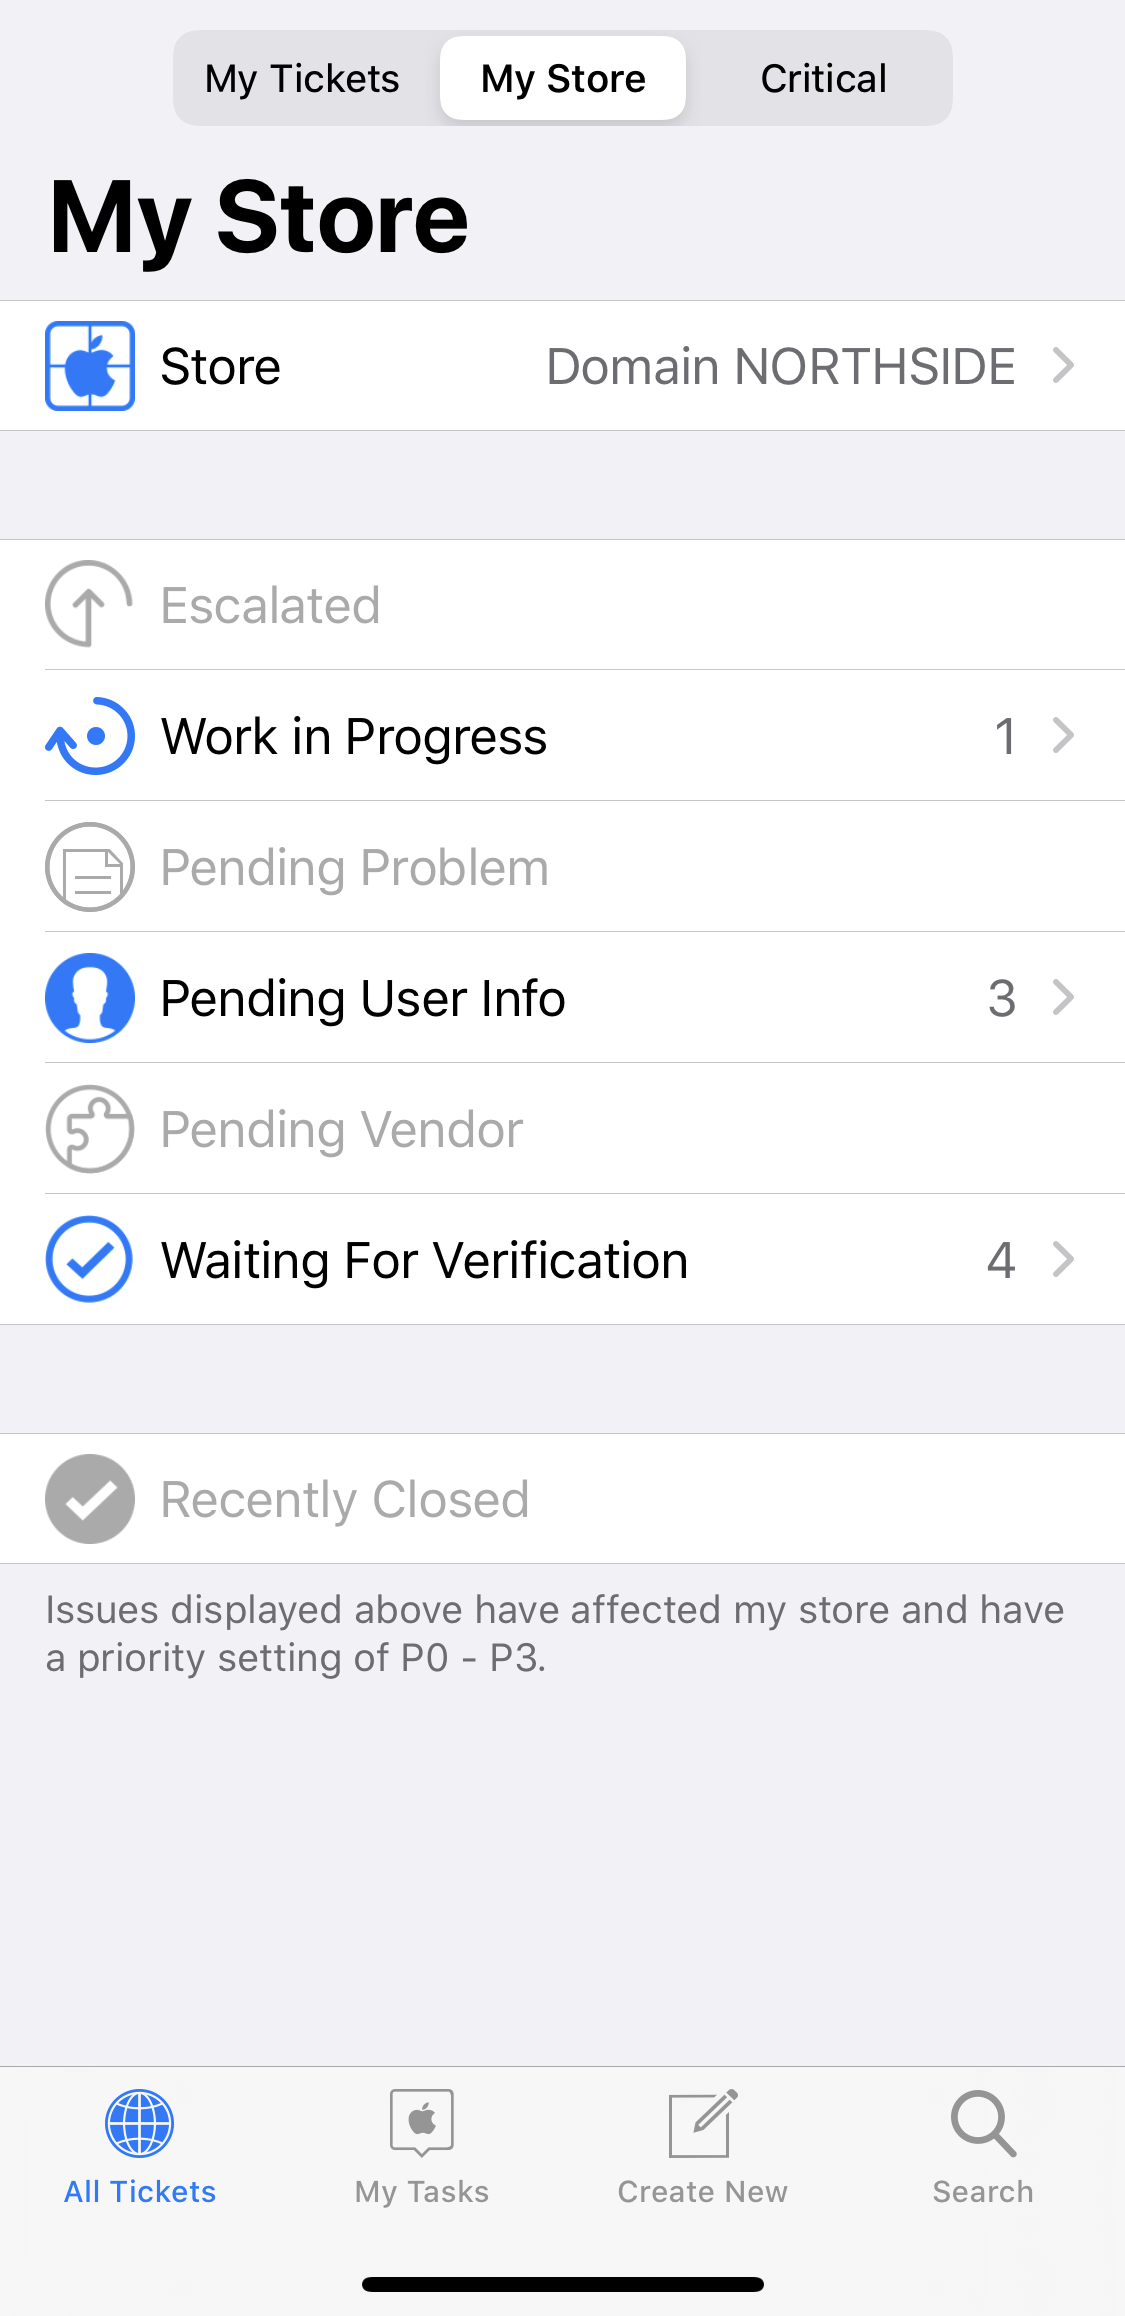 My Tickets
My Store
Critical
My Store
Store
Domain NORTHSIDE
Escalated
Work in Progress
1
Pending Problem
Pending User Info
3
Pending Vendor
Waiting For Verification
4
Recently Closed
Issues displayed above have affected my store and have
a priority setting of P0 - P3.
All Tickets
My Tasks
Create New
Search